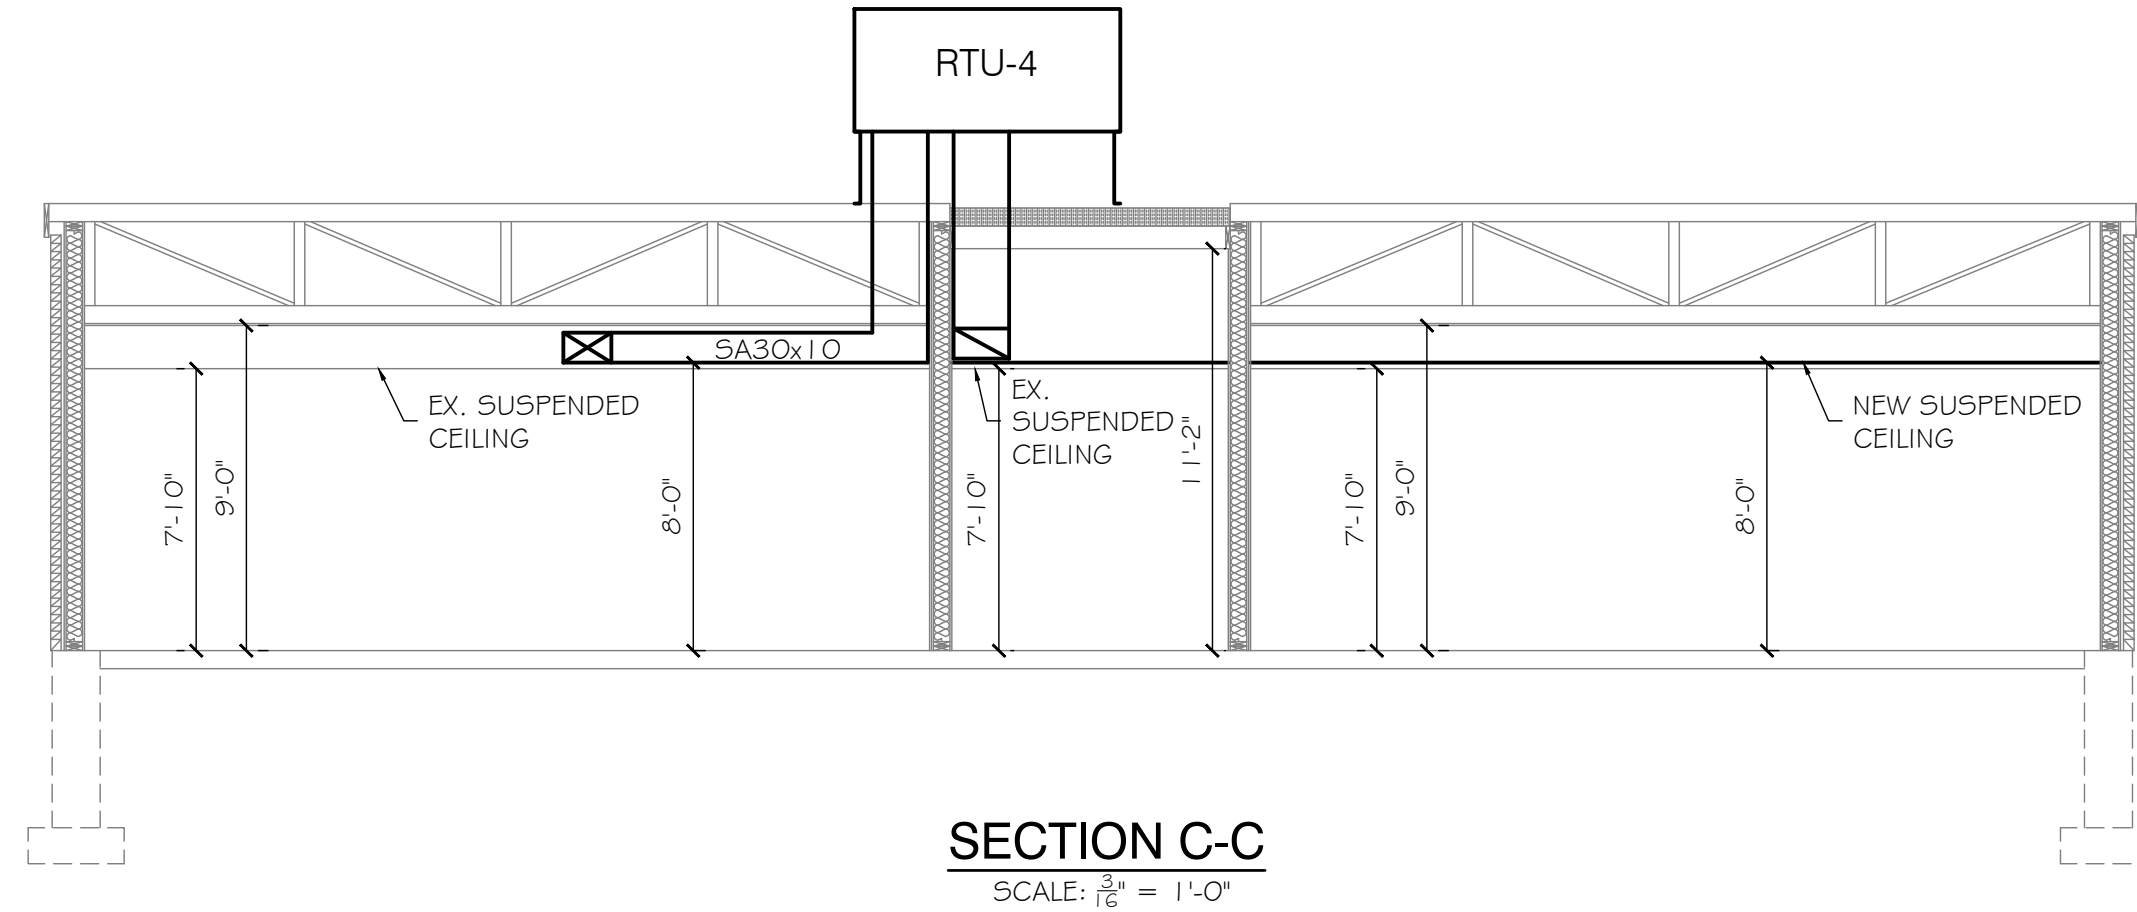 RTU-4
SA30x10
EX. SUSPENDED
CEILING
EX.
SUSPENDED
CEILING
NEW SUSPENDED
CEILING
7'-10"
9'-0"
8'-0"
7'-10"
11'-2"
7'-10"
9'-0"
8'-0"
SECTION C-C
SCALE: 3/16" = 1'-0"